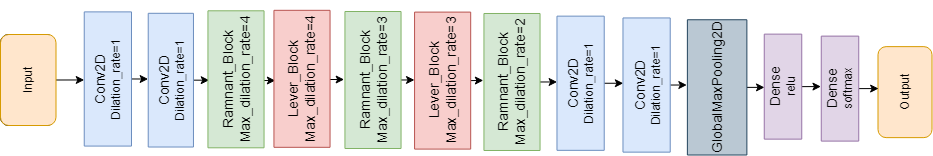 Input
Conv2D
Dilation_rate=1
Conv2D
Dilation_rate=1
Ramnant_Block
Max_dilation_rate=4
Lever_Block
Max_dilation_rate=4
Ramnant_Block
Max_dilation_rate=3
Lever_Block
Max_dilation_rate=3
Ramnant_Block
Max_dilation_rate=2
Conv2D
Dilation_rate=1
Conv2D
Dilation_rate=1
GlobalMaxPooling2D
Dense
relu
Dense
softmax
Output